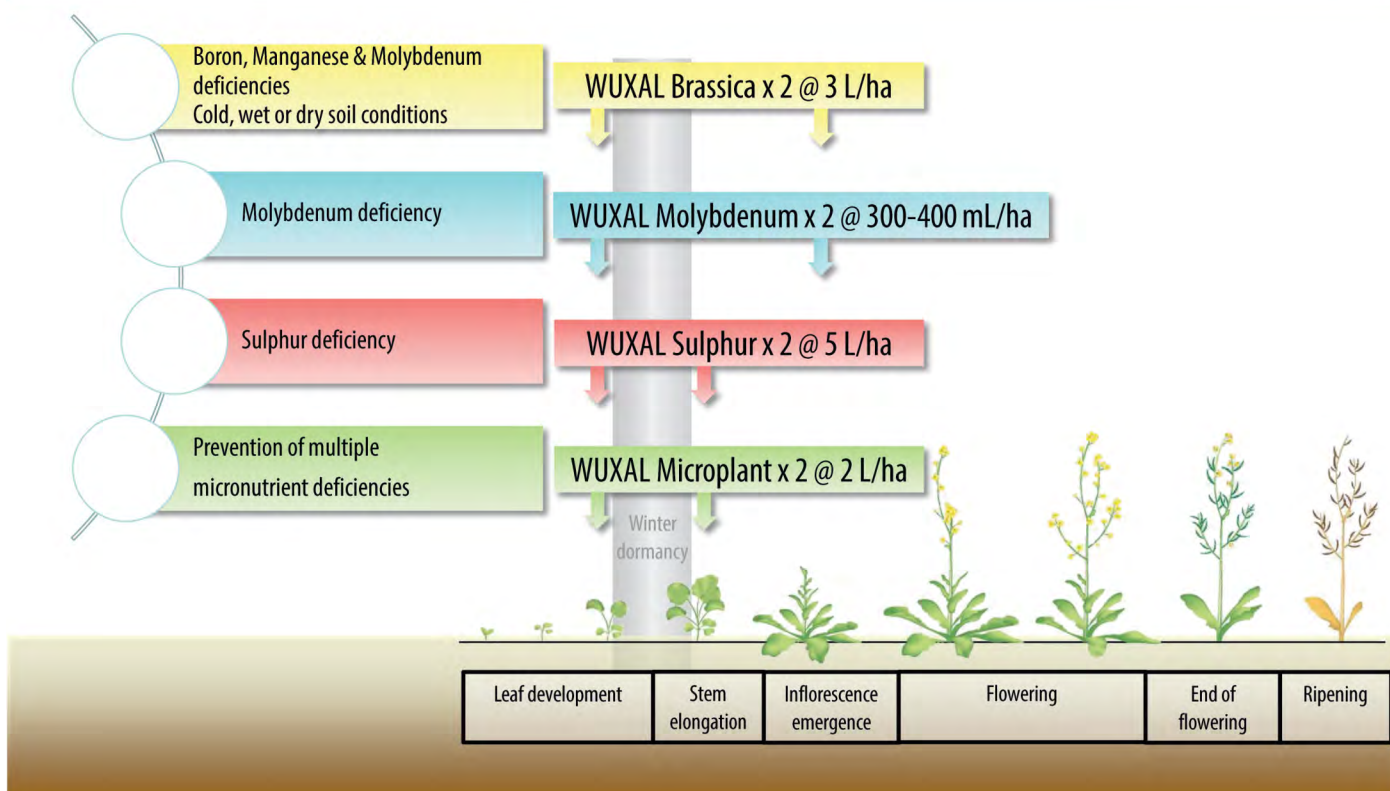 Boron, Manganese & Molybdenum
deficiencies
Cold, wet or dry soil conditions
WUXAL Brassica x 2 @ 3 L/ha
Molybdenum deficiency
WUXAL Molybdenum x 2 @ 300-400 mL/ha
Sulphur deficiency
WUXAL Sulphur x 2 @ 5 L/ha
Prevention of multiple
micronutrient deficiencies
WUXAL Microplant x 2 @ 2 L/ha
Winter
dormancy
Leaf development
Stem
elongation
Inflorescence
emergence
Flowering
End of
flowering
Ripening